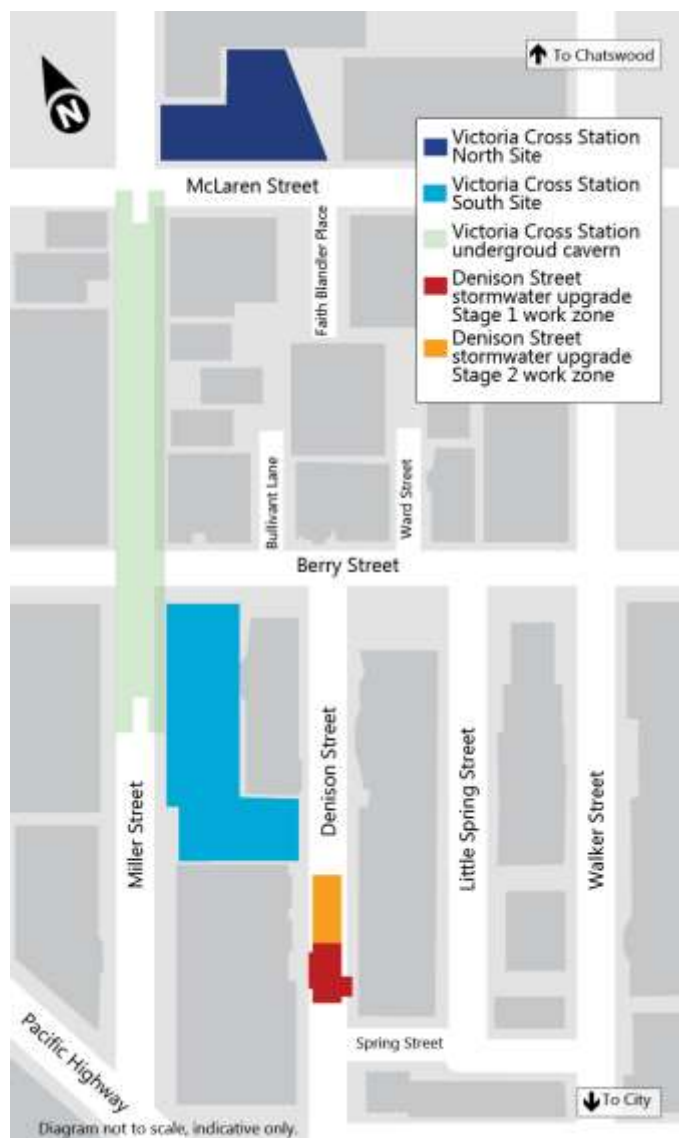 N
To Chatswood
Victoria Cross Station
North Site
Victoria Cross Station
South Site
Victoria Cross Station
undergroud cavern
Denison Street
stormwater upgrade
Stage 1 work zone
Denison Street
stormwater upgrade
Stage 2 work zone
McLaren Street
Faith Blandler Place
Bullivant Lane
Ward Street
Berry Street
Miller Street
Denison Street
Little Spring Street
Walker Street
Pacific Highway
Spring Street
To City
Diagram not to scale, indicative only.